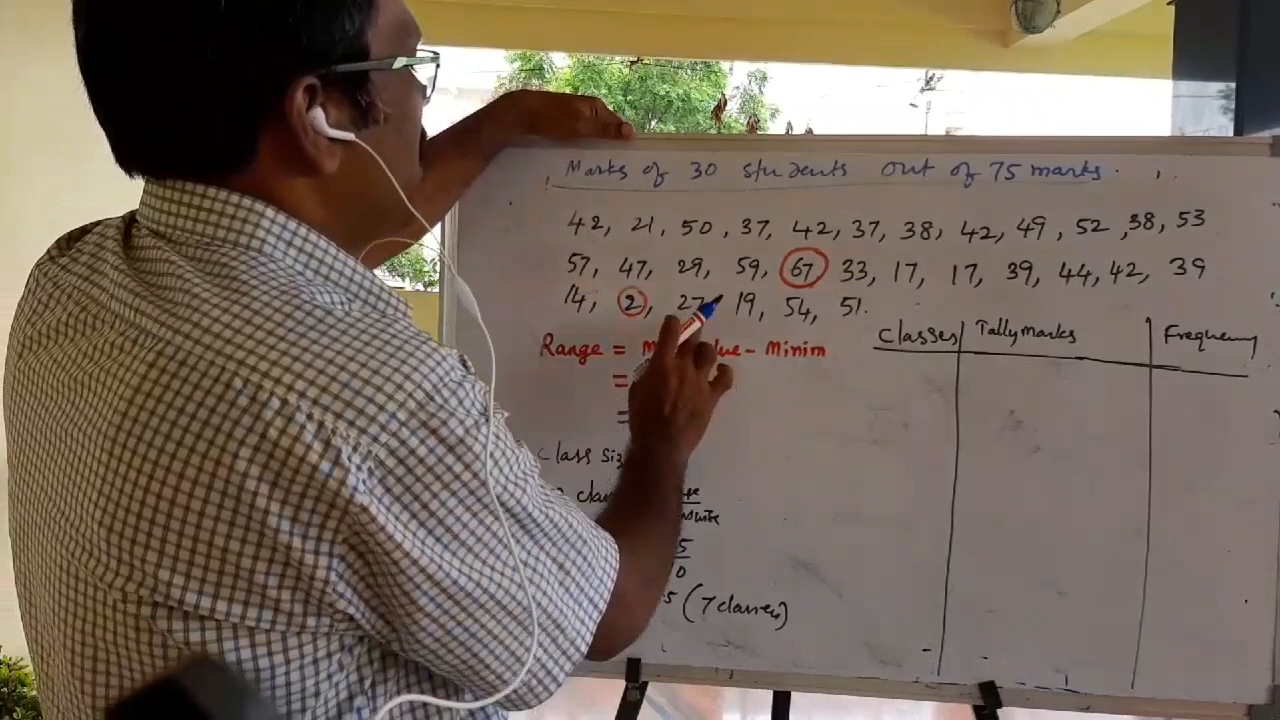 Marks of 30 students out of 75 marks.
42, 21, 50, 37, 42, 37, 38, 42, 49, 52, 38, 53
57, 47, 29, 59, 67, 33, 17, 17, 39, 44, 42, 39
14, 2, 27, 19, 54, 51.
Range = Minim
=
=
Class
(7 classes)
Classes Tallymarks Frequency